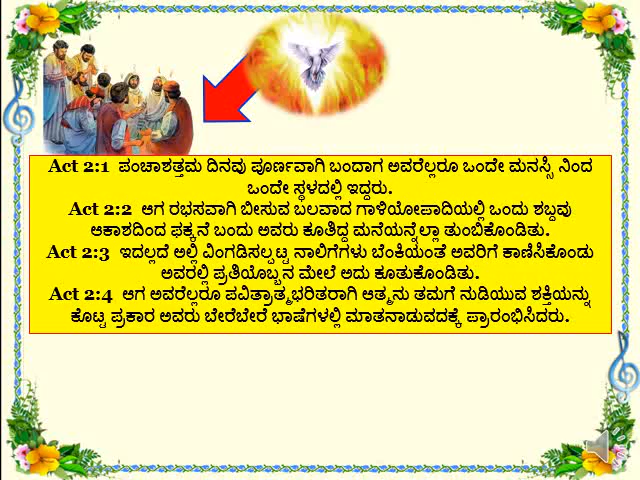 Act 2:1 ಪಂಚಾಶತ್ತಮ ದಿನವು ಪೂರ್ಣವಾಗಿ ಬಂದಾಗ ಅವರೆಲ್ಲರೂ ಒಂದೇ ಮನಸ್ಸಿ ನಿಂದ
ಒಂದೇ ಸ್ಥಳದಲ್ಲಿ ಇದ್ದರು.
Act 2:2 ಆಗ ರಭಸವಾಗಿ ಬೀಸುವ ಬಲವಾದ ಗಾಳಿಯೋಪಾದಿಯಲ್ಲಿ ಒಂದು ಶಬ್ದವು
ಆಕಾಶದಿಂದ ಫಕ್ಕನೆ ಬಂದು ಅವರು ಕೂತಿದ್ದ ಮನೆಯನ್ನೆಲ್ಲಾ ತುಂಬಿಕೊಂಡಿತು.
Act 2:3 ಇದಲ್ಲದೆ ಅಲ್ಲಿ ವಿಂಗಡಿಸಲ್ಪಟ್ಟ ನಾಲಿಗೆಗಳು ಬೆಂಕಿಯಂತೆ ಅವರಿಗೆ ಕಾಣಿಸಿಕೊಂಡು
ಅವರಲ್ಲಿ ಪ್ರತಿಯೊಬ್ಬನ ಮೇಲೆ ಅದು ಕೂತುಕೊಂಡಿತು.
Act 2:4 ಆಗ ಅವರೆಲ್ಲರೂ ಪವಿತ್ರಾತ್ಮಭರಿತರಾಗಿ ಆತ್ಮನು ತಮಗೆ ನುಡಿಯುವ ಶಕ್ತಿಯನ್ನು
ಕೊಟ್ಟ ಪ್ರಕಾರ ಅವರು ಬೇರೆಬೇರೆ ಭಾಷೆಗಳಲ್ಲಿ ಮಾತನಾಡುವದಕ್ಕೆ ಪ್ರಾರಂಭಿಸಿದರು.